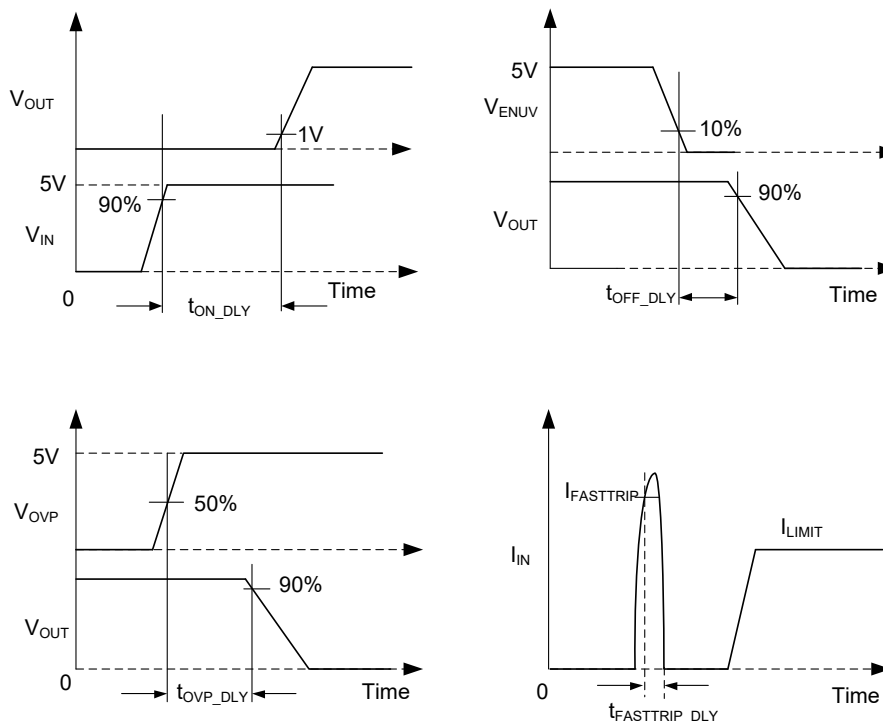 VOUT
1V
5V
90%
VIN
0
tON_DLY
Time
5V
VENUV
10%
90%
VOUT
tOFF_DLY
Time
5V
50%
VOVP
90%
VOUT
0
tOVP_DLY
Time
IFASTTRIP
ILIMIT
IIN
0
tFASTTRIP_DLY
Time